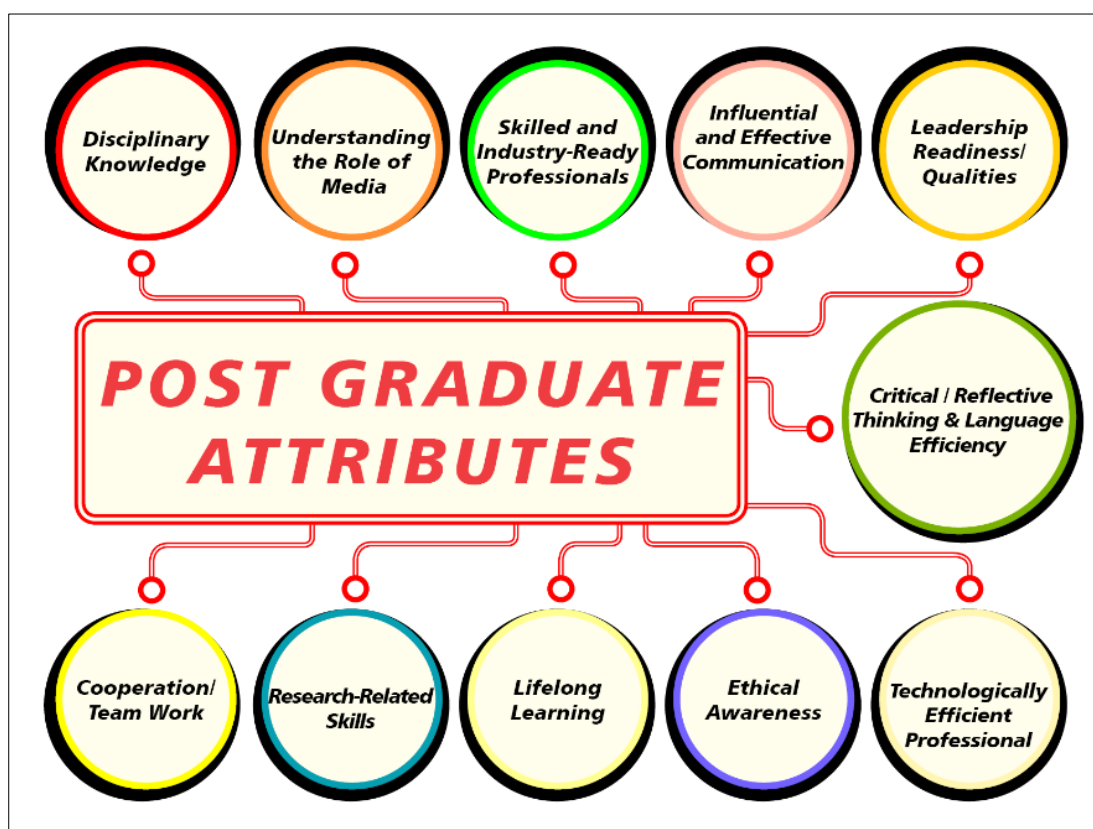 Disciplinary
Knowledge
Understanding
the Role of
Media
Skilled and
Industry-Ready
Professionals
Influential
and Effective
Communication
Leadership
Readiness/
Qualities
POST GRADUATE
ATTRIBUTES
Critical / Reflective
Thinking & Language
Efficiency
Cooperation/
Team Work
Research-Related
Skills
Lifelong
Learning
Ethical
Awareness
Technologically
Efficient
Professional